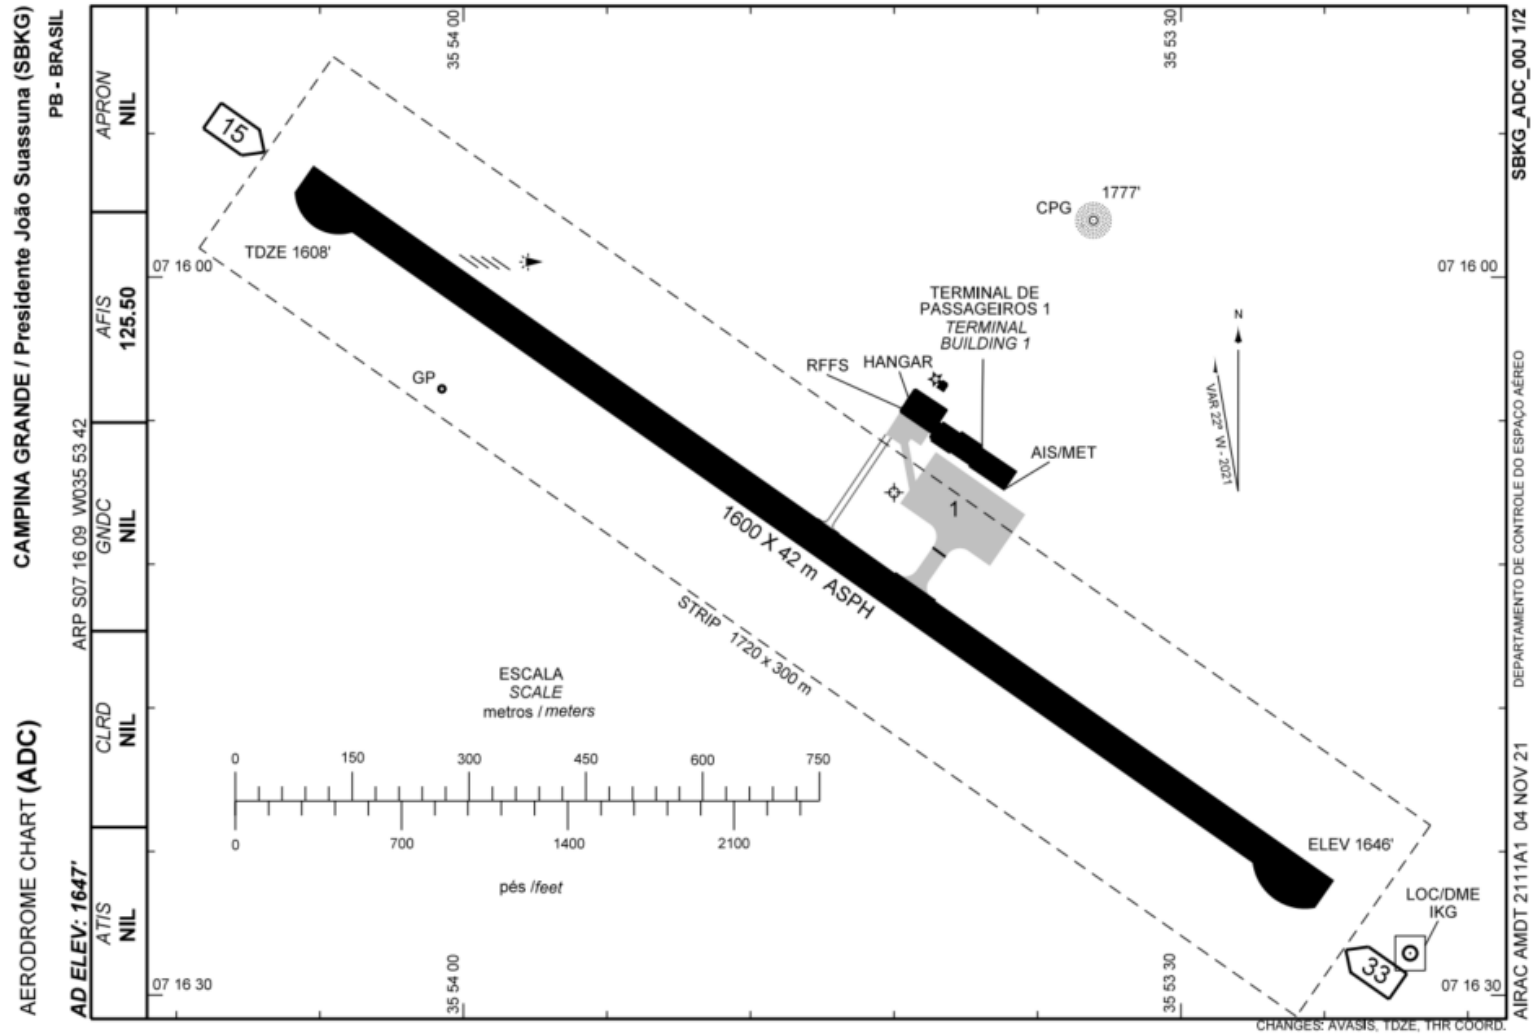 AERODROME CHART (ADC)
CAMPINA GRANDE / Presidente João Suassuna (SBKG)
PB - BRASIL
AD ELEV: 1647'
ARP S07 16 09 W035 53 42
ATIS
NIL
CLRD
NIL
GNDC
NIL
AFIS
125.50
APRON
NIL
35 54 00
35 53 30
15
CPG
1777'
TDZE 1608'
07 16 00
07 16 00
TERMINAL DE
PASSAGEIROS 1
TERMINAL
BUILDING 1
N
VAR 22º W - 2021
RFFS
HANGAR
GP
AIS/MET
1
1600 X 42 m ASPH
STRIP 1720 x 300 m
ESCALA
SCALE
metros / meters
0 150 300 450 600 750
0 700 1400 2100
pés /feet
ELEV 1646'
LOC/DME
IKG
33
07 16 30
07 16 30
35 54 00
35 53 30
CHANGES: AVASIS, TDZE, THR COORD.
AIRAC AMDT 2111A1 04 NOV 21
DEPARTAMENTO DE CONTROLE DO ESPAÇO AÉREO
SBKG_ADC_00J 1/2